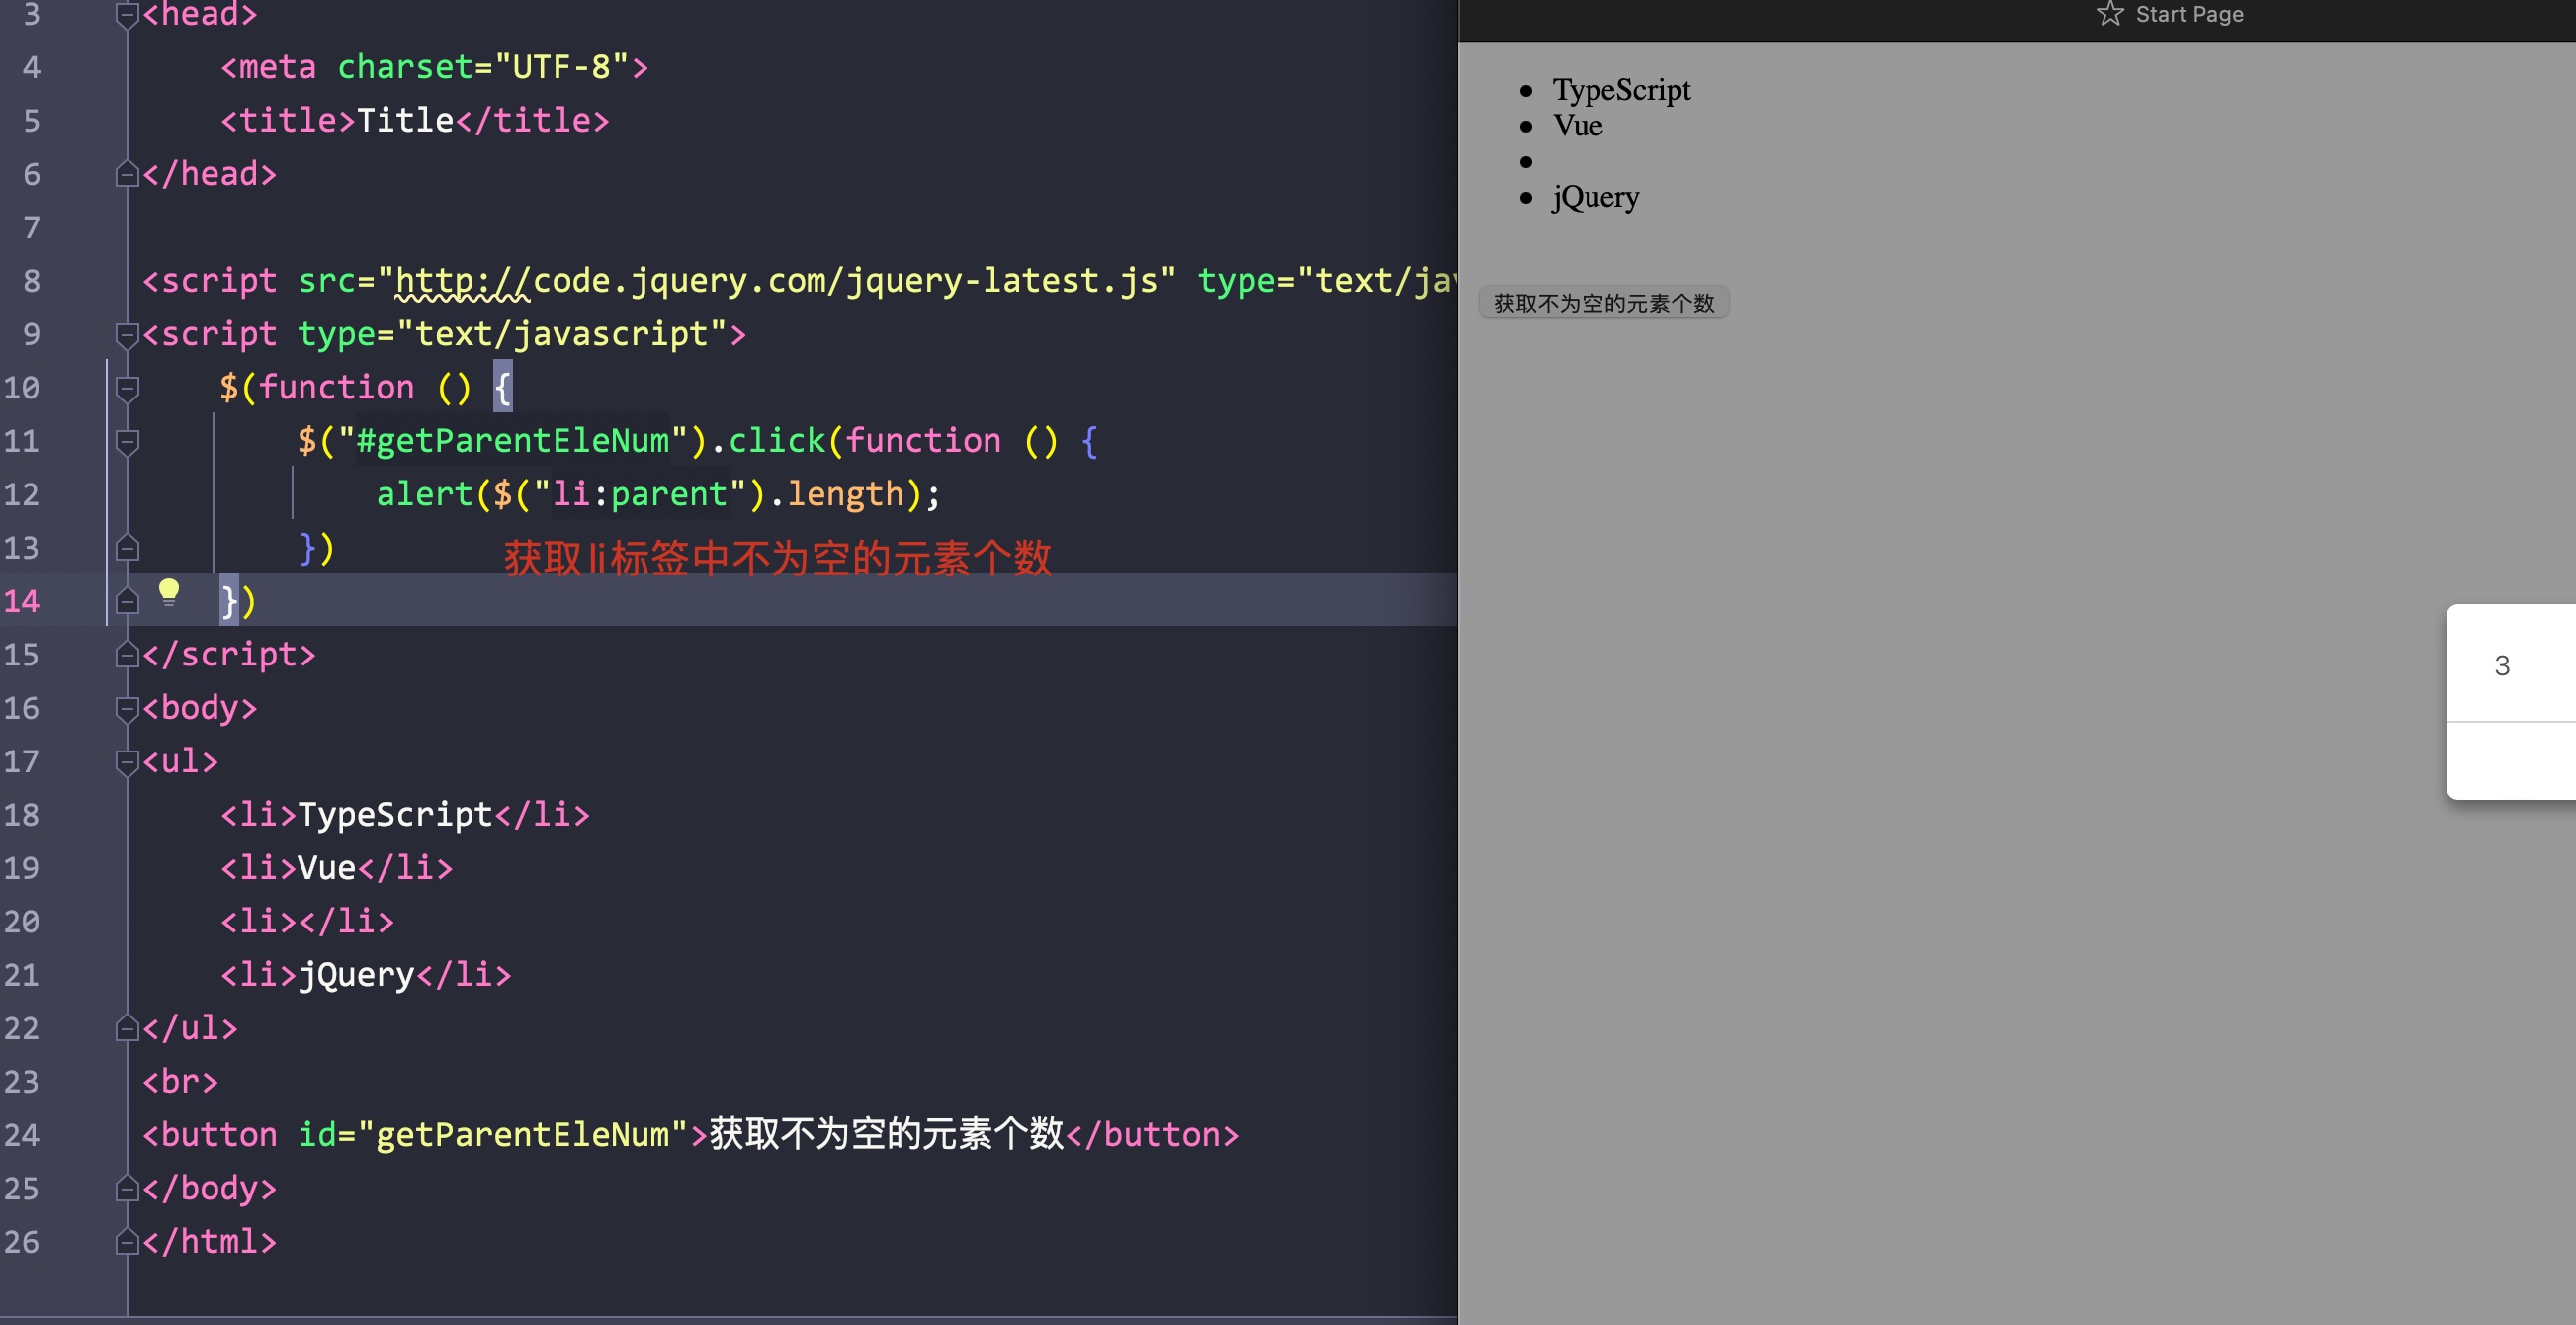 3 <head>
4 <meta charset="UTF-8">
5 <title>Title</title>
6 </head>
7
8 <script src="http://code.jquery.com/jquery-latest.js" type="text/ja
9 <script type="text/javascript">
10 $(function () {
11 $("#getParentEleNum").click(function () {
12 alert($("li:parent").length);
13 })
获取li标签中不为空的元素个数
14 })
15 </script>
16 <body>
17 <ul>
18 <li>TypeScript</li>
19 <li>Vue</li>
20 <li></li>
21 <li>jQuery</li>
22 </ul>
23 <br>
24 <button id="getParentEleNum">获取不为空的元素个数</button>
25 </body>
26 </html>
Start Page
TypeScript
Vue
jQuery
获取不为空的元素个数
3